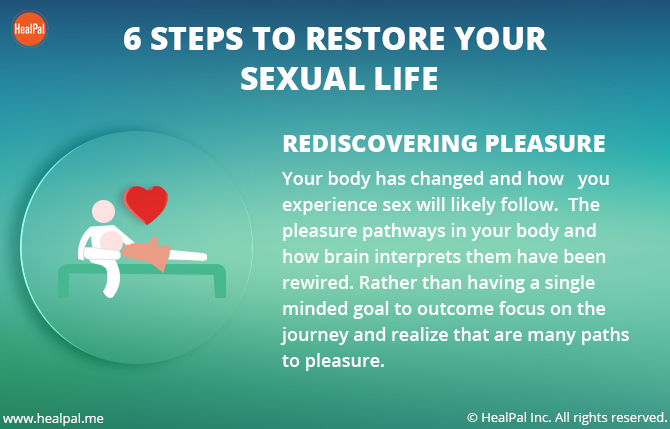 HealPal
6 STEPS TO RESTORE YOUR
SEXUAL LIFE
REDISCOVERING PLEASURE
Your body has changed and how you
experience sex will likely follow. The
pleasure pathways in your body and
how brain interprets them have been
rewired. Rather than having a single
minded goal to outcome focus on the
journey and realize that are many paths
to pleasure.
www.healpal.me
© HealPal Inc. All rights reserved.